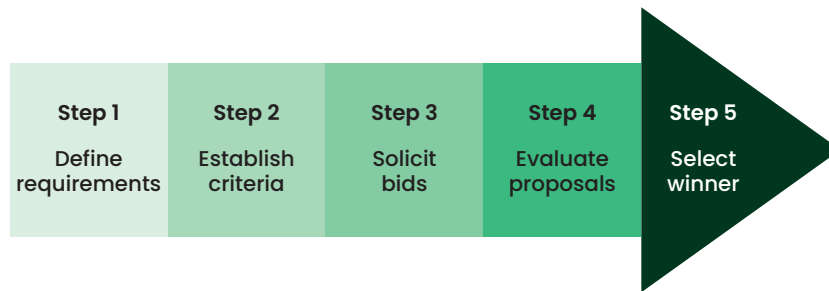 Step 1
Define
requirements
Step 2
Establish
criteria
Step 3
Solicit
bids
Step 4
Evaluate
proposals
Step 5
Select
winner